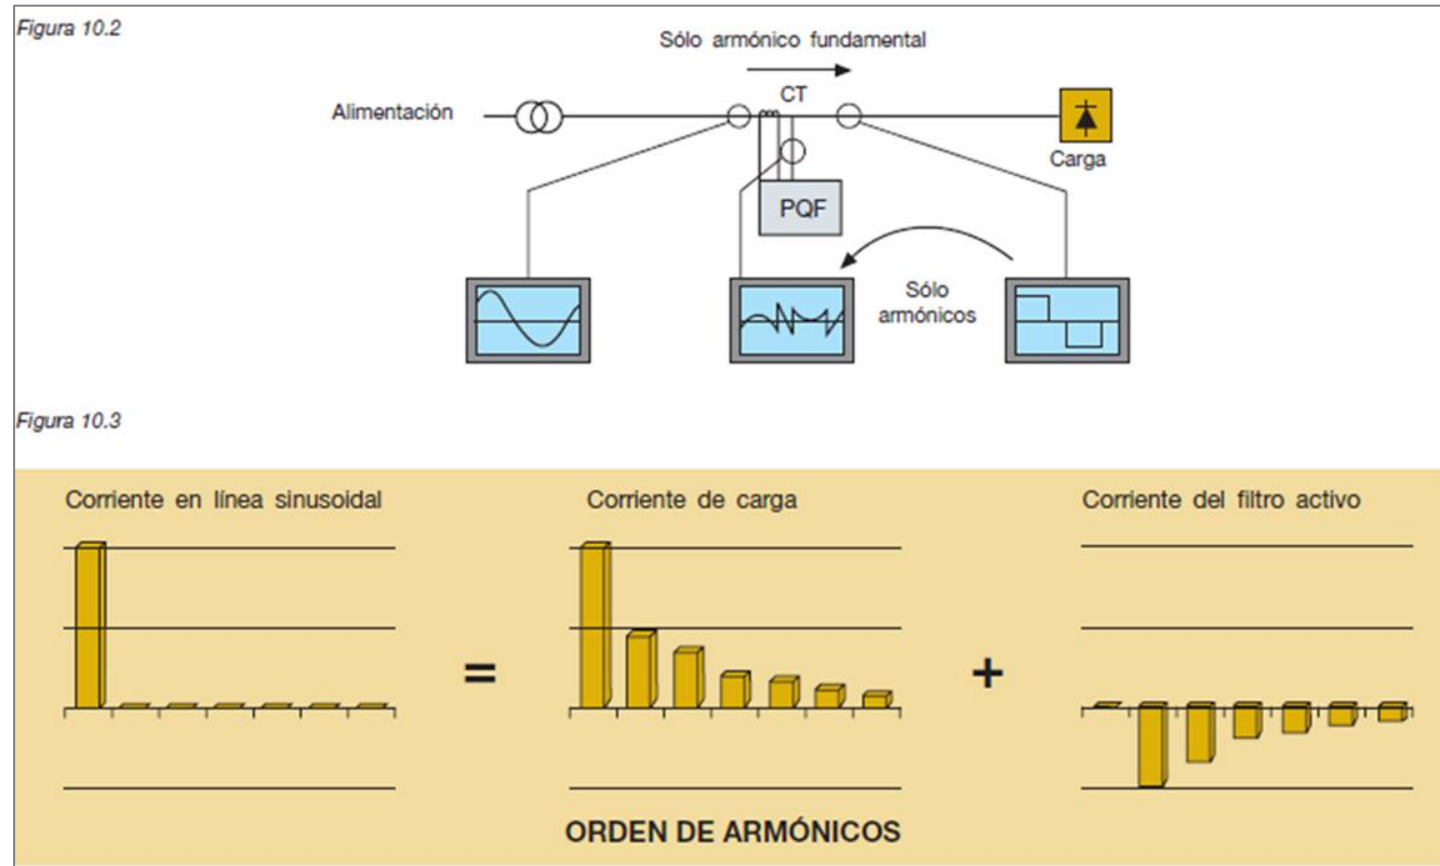 Figura 10.2
Sólo armónico fundamental
CT
Alimentación
Carga
PQF
Sólo
armónicos
Figura 10.3
Corriente en línea sinusoidal
Corriente de carga
Corriente del filtro activo
=
+
ORDEN DE ARMÓNICOS